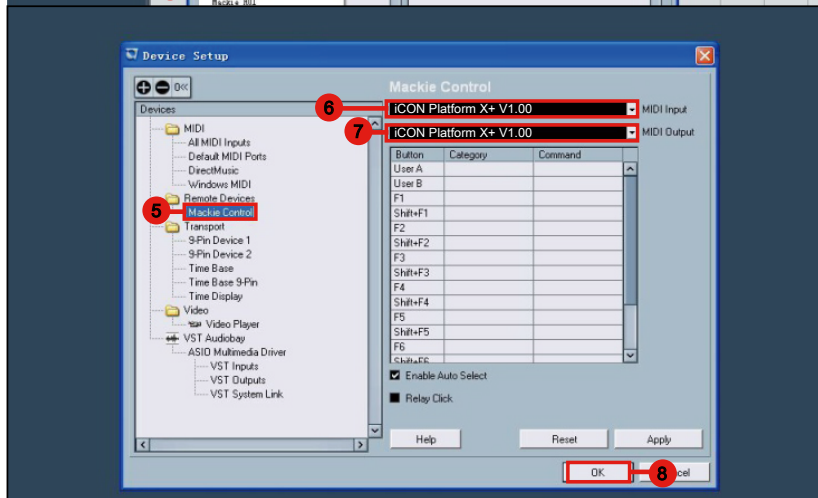 Mackie HUI
Device Setup
Mackie Control
Devices
6
iCON Platform X+ V1.00
MIDI Input
7
iCON Platform X+ V1.00
MIDI Output
MIDI
All MIDI Inputs
Default MIDI Ports
DirectMusic
Windows MIDI
Remote Devices
5
Mackie Control
Transport
9-Pin Device 1
9-Pin Device 2
Time Base
Time Base 9-Pin
Time Display
Video
Video Player
VST Audiobay
ASIO Multimedia Driver
VST Inputs
VST Outputs
VST System Link
Button Category Command
User A
User B
F1
Shift+F1
F2
Shift+F2
F3
Shift+F3
F4
Shift+F4
F5
Shift+F5
F6
Shift+F6
Enable Auto Select
Relay Click
Help Reset Apply
OK
8
cel